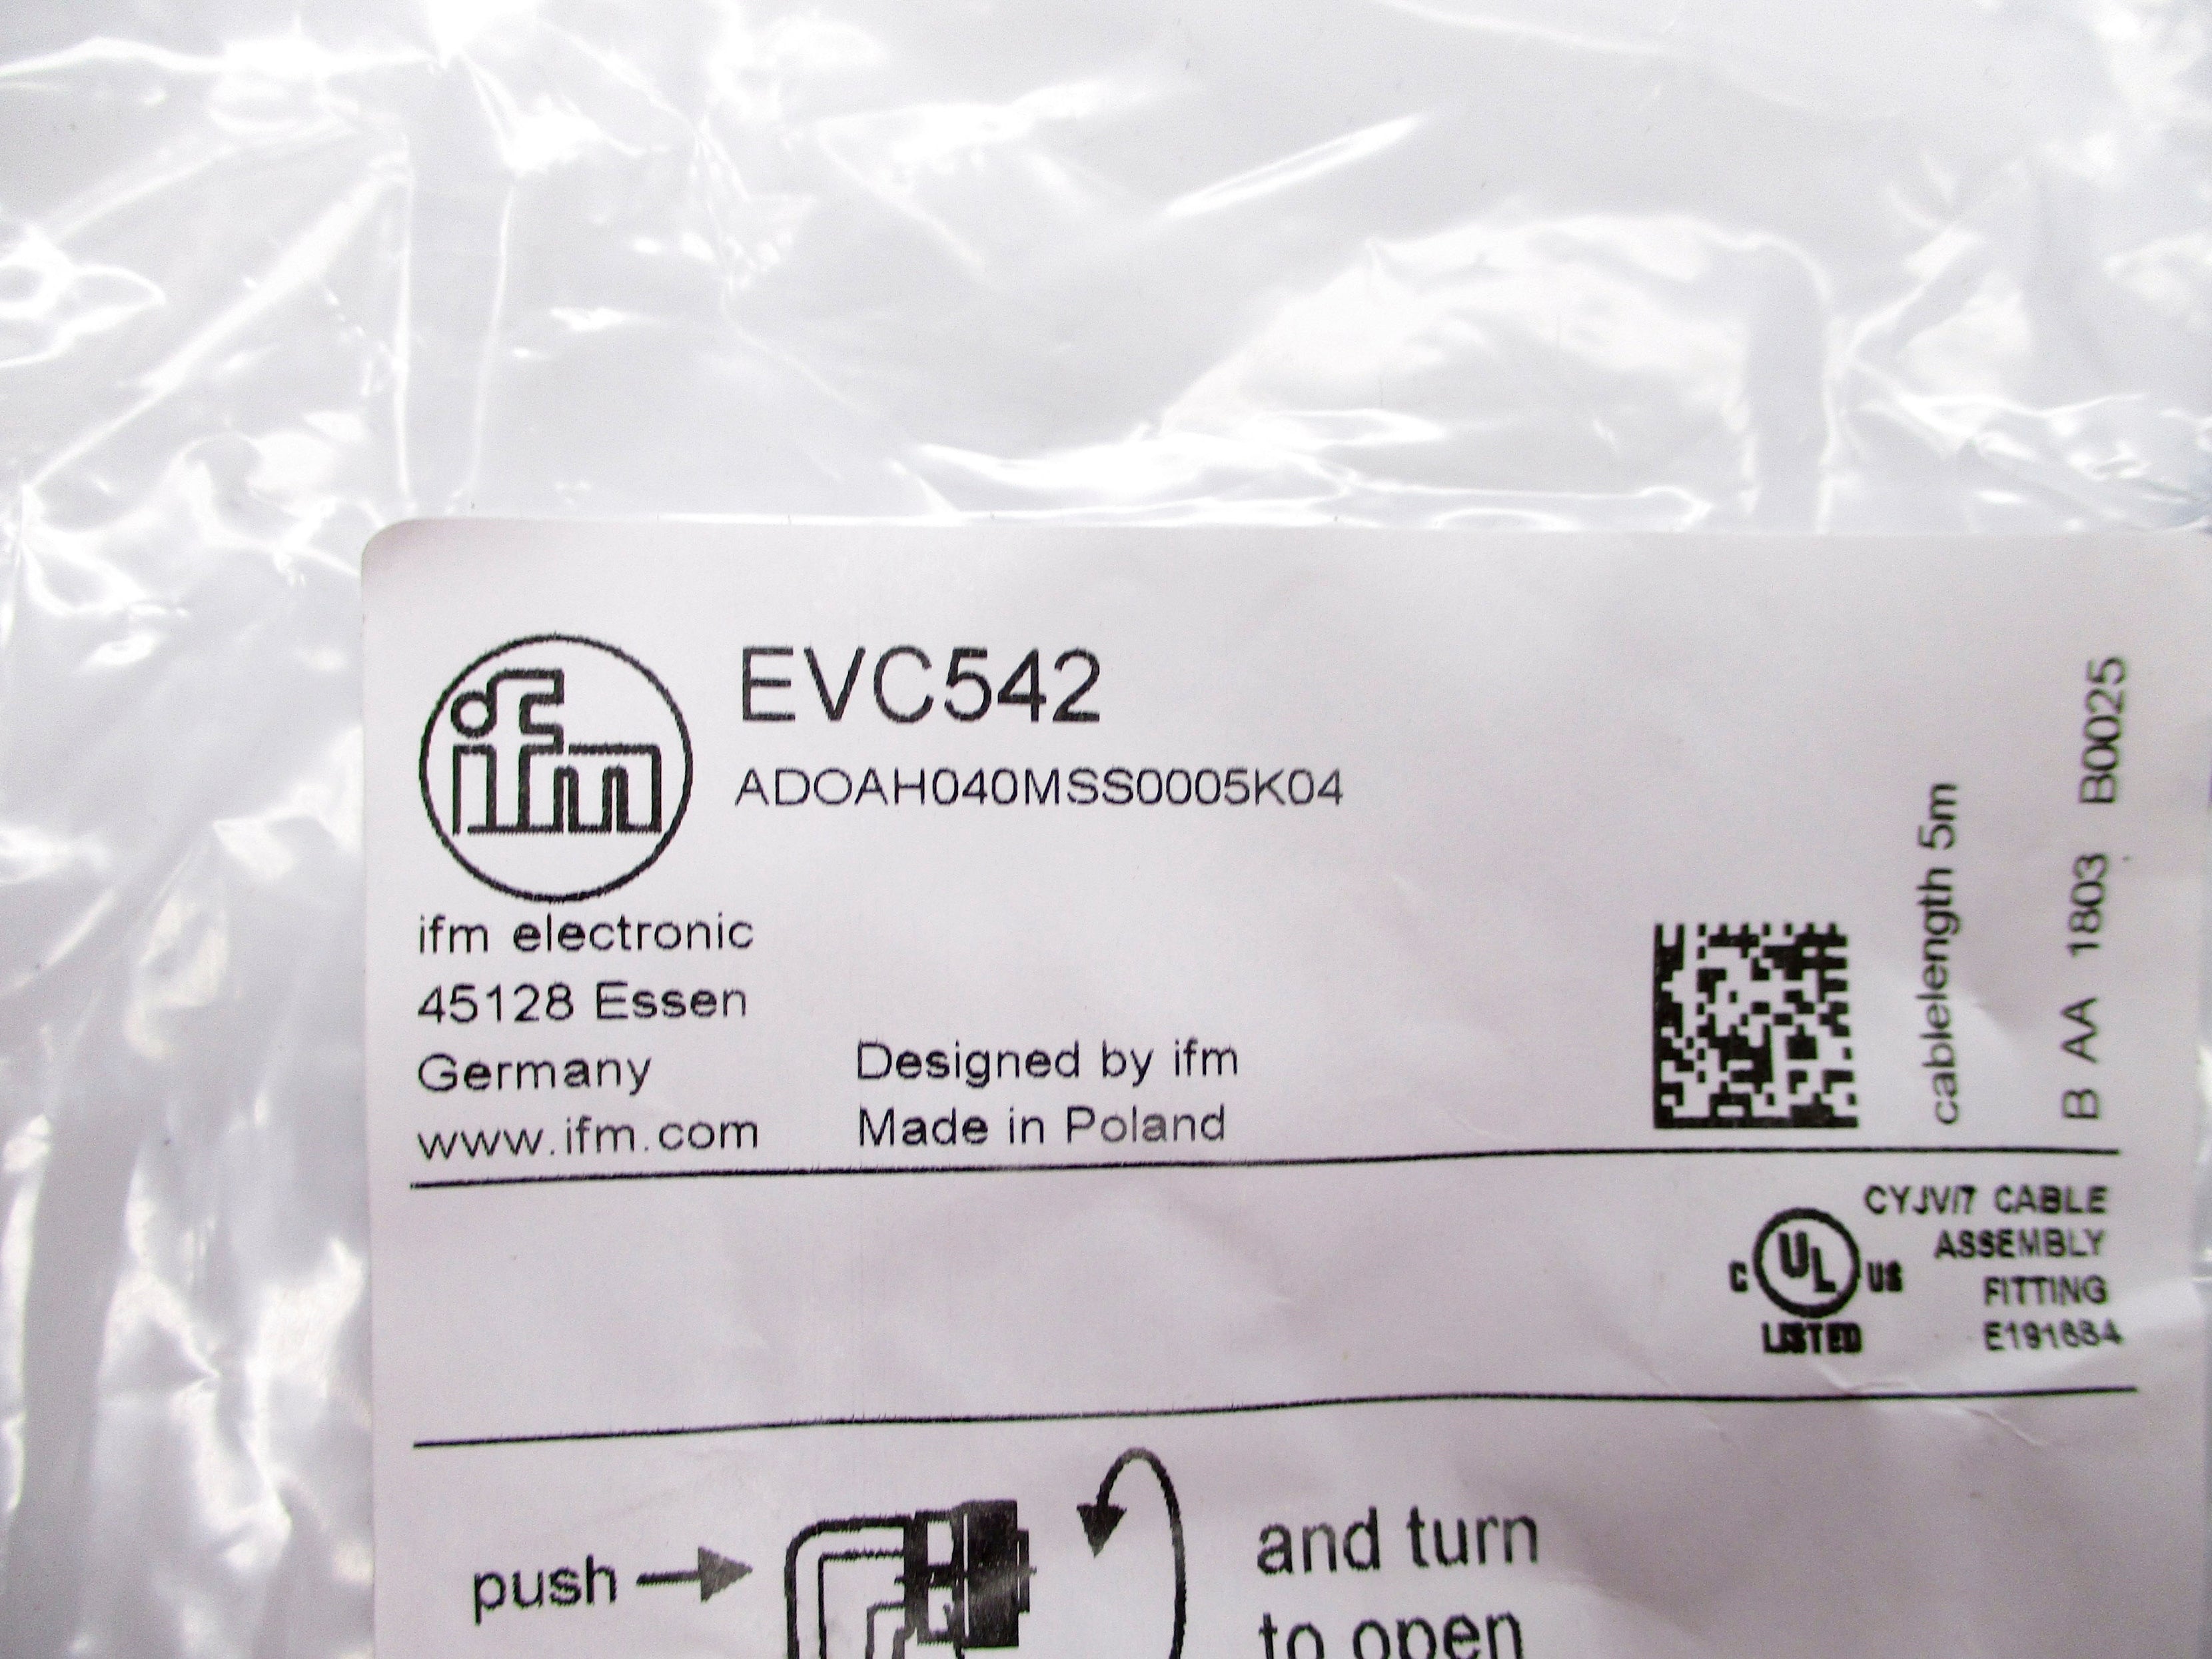 ifm
EVC542
ADOAH040MSS0005K04
ifm electronic
45128 Essen
Germany
www.ifm.com
Designed by ifm
Made in Poland
cablelength 5m
B AA 1803 B0025
CYJV/7 CABLE
ASSEMBLY
FITTING
E191684
C UL US
LISTED
push
and turn
to open